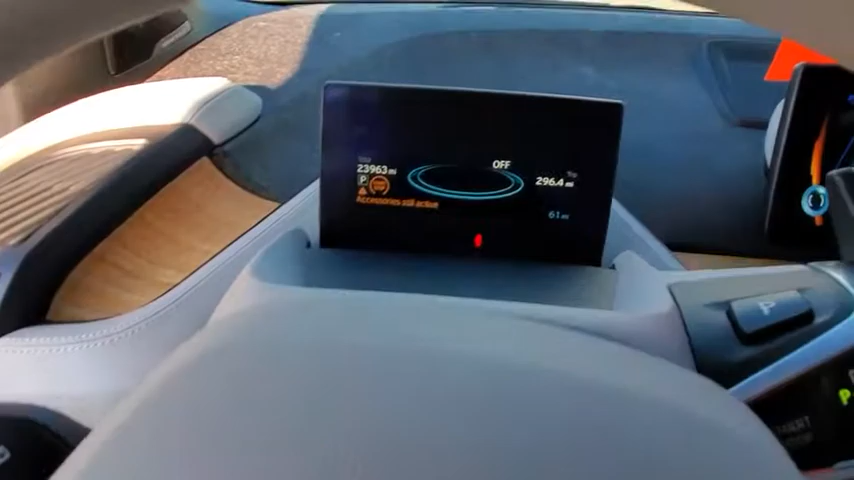 OFF
23963 mi
296.4 mi
P
Accessories still active
61 mi
P
P